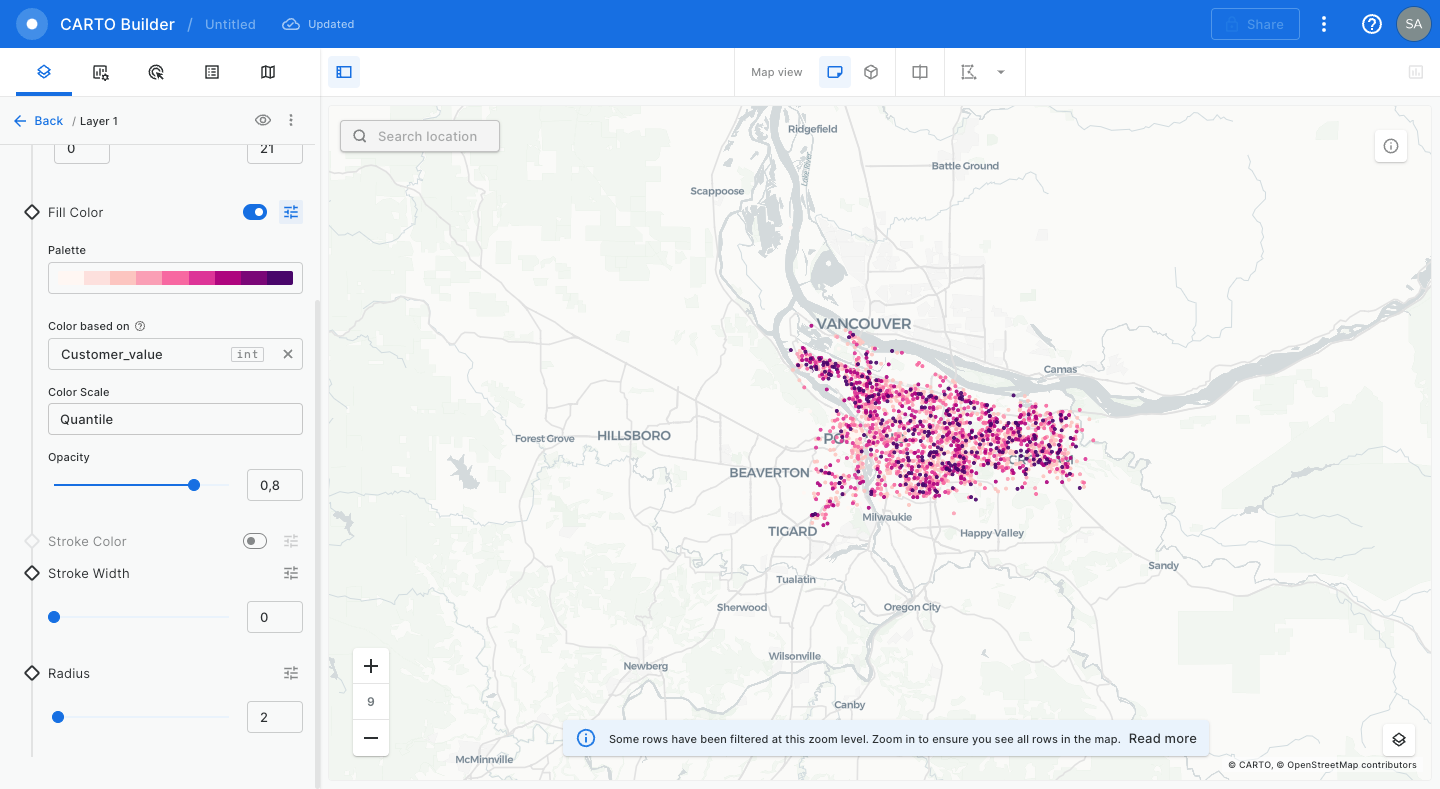 CARTO Builder / Untitled Updated Share SA
Map view
Back / Layer 1
0 21
Fill Color
Palette
Color based on
Customer_value int
Color Scale
Quantile
Opacity
0,8
Stroke Color
Stroke Width
0
Radius
2
Search location
Ridgefield
Lake River
Battle Ground
Scappoose
VANCOUVER
Camas
Forest Grove
HILLSBORO
PO
BEAVERTON
Milwaukie
TIGARD
Happy Valley
Sandy
Tualatin
Sherwood
Oregon City
Wilsonville
Newberg
Canby
McMinnville
9
Some rows have been filtered at this zoom level. Zoom in to ensure you see all rows in the map. Read more
© CARTO, © OpenStreetMap contributors